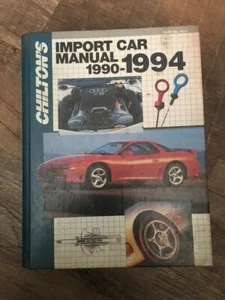 CHILTON'S
IMPORT CAR
MANUAL 1994
1990-